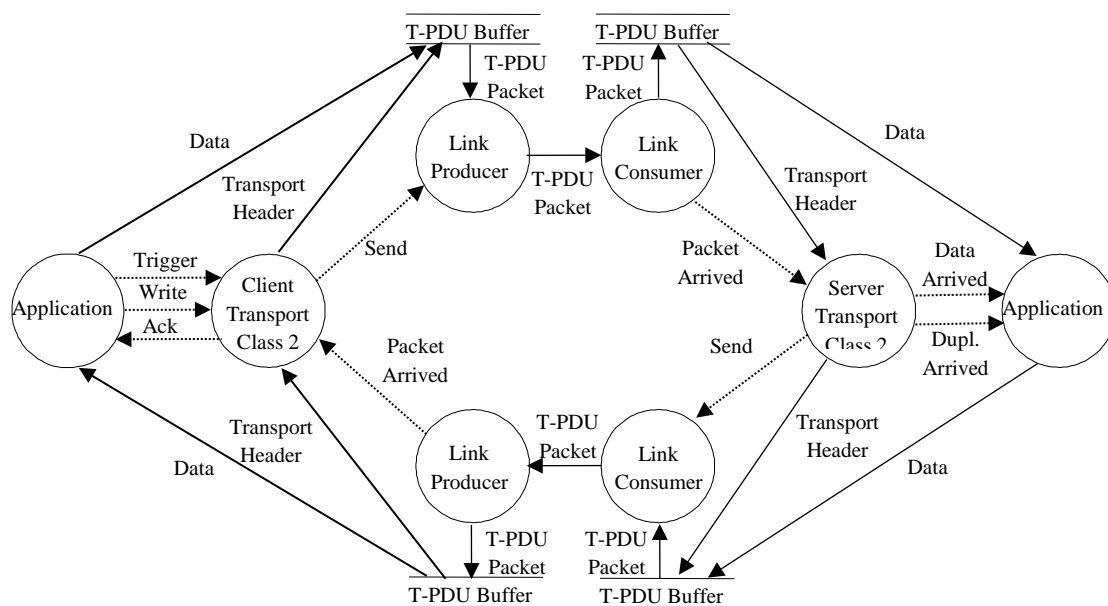 T-PDU Buffer
T-PDU Buffer
T-PDU
Packet
T-PDU
Packet
Data
Link
Producer
Link
Consumer
Data
T-PDU
Packet
Transport
Header
Transport
Header
Send
Packet
Arrived
Data
Arrived
Trigger
Write
Ack
Application
Client
Transport
Class 2
Server
Transport
Class 2
Application
Dupl.
Arrived
Packet
Arrived
Send
T-PDU
Packet
Transport
Header
Data
Link
Producer
Link
Consumer
Transport
Header
Data
T-PDU
Packet
T-PDU
Packet
T-PDU Buffer
T-PDU Buffer